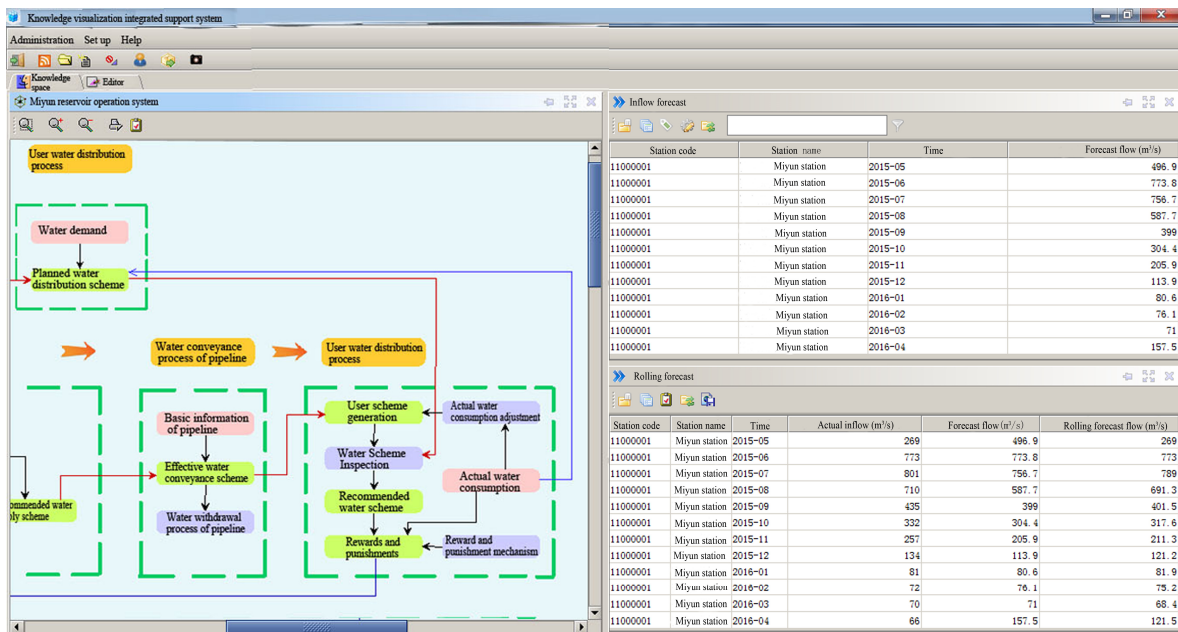 Knowledge visualization integrated support system
Administration Set up Help
Knowledge
space
Editor
Miyun reservoir operation system
User water distribution
process
Water demand
Planned water
distribution scheme
Water conveyance
process of pipeline
User water distribution
process
Basic information
of pipeline
Effective water
conveyance scheme
Water withdrawal
process of pipeline
User scheme
generation
Actual water
consumption adjustment
Water Scheme
Inspection
Actual water
consumption
Recommended
water scheme
Rewards and
punishments
Reward and
punishment mechanism
ommended water
ply scheme
Inflow forecast
Station code Station name Time Forecast flow (m³/s)
11000001 Miyun station 2015-05 496.9
11000001 Miyun station 2015-06 773.8
11000001 Miyun station 2015-07 756.7
11000001 Miyun station 2015-08 587.7
11000001 Miyun station 2015-09 399
11000001 Miyun station 2015-10 304.4
11000001 Miyun station 2015-11 205.9
11000001 Miyun station 2015-12 113.9
11000001 Miyun station 2016-01 80.6
11000001 Miyun station 2016-02 76.1
11000001 Miyun station 2016-03 71
11000001 Miyun station 2016-04 157.5
Rolling forecast
Station code Station name Time Actual inflow (m³/s) Forecast flow (m³/s) Rolling forecast flow (m³/s)
11000001 Miyun station 2015-05 269 496.9 269
11000001 Miyun station 2015-06 773 773.8 773
11000001 Miyun station 2015-07 801 756.7 789
11000001 Miyun station 2015-08 710 587.7 691.3
11000001 Miyun station 2015-09 435 399 401.5
11000001 Miyun station 2015-10 332 304.4 317.6
11000001 Miyun station 2015-11 257 205.9 211.3
11000001 Miyun station 2015-12 134 113.9 121.2
11000001 Miyun station 2016-01 81 80.6 81.9
11000001 Miyun station 2016-02 72 76.1 75.2
11000001 Miyun station 2016-03 70 71 68.4
11000001 Miyun station 2016-04 66 157.5 121.5